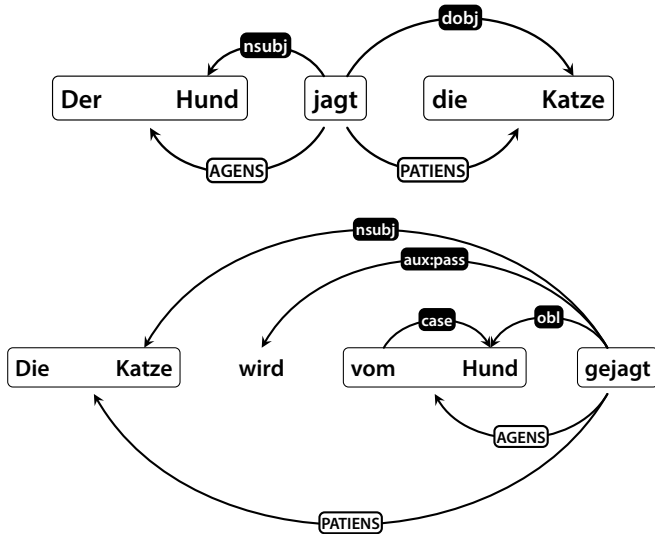 dobj
nsubj
Der Hund jagt die Katze
AGENS PATIENS
nsubj
aux:pass
case obl
Die Katze wird vom Hund gejagt
AGENS
PATIENS